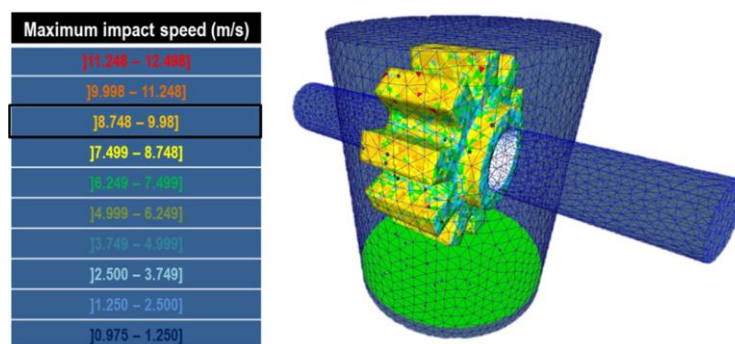 Maximum impact speed (m/s)
]11.248 – 12.498]
]9.998 – 11.248]
]8.748 – 9.98]
]7.499 – 8.748]
]6.249 – 7.499]
]4.999 – 6.249]
]3.749 – 4.999]
]2.500 – 3.749]
]1.250 – 2.500]
]0.975 – 1.250]